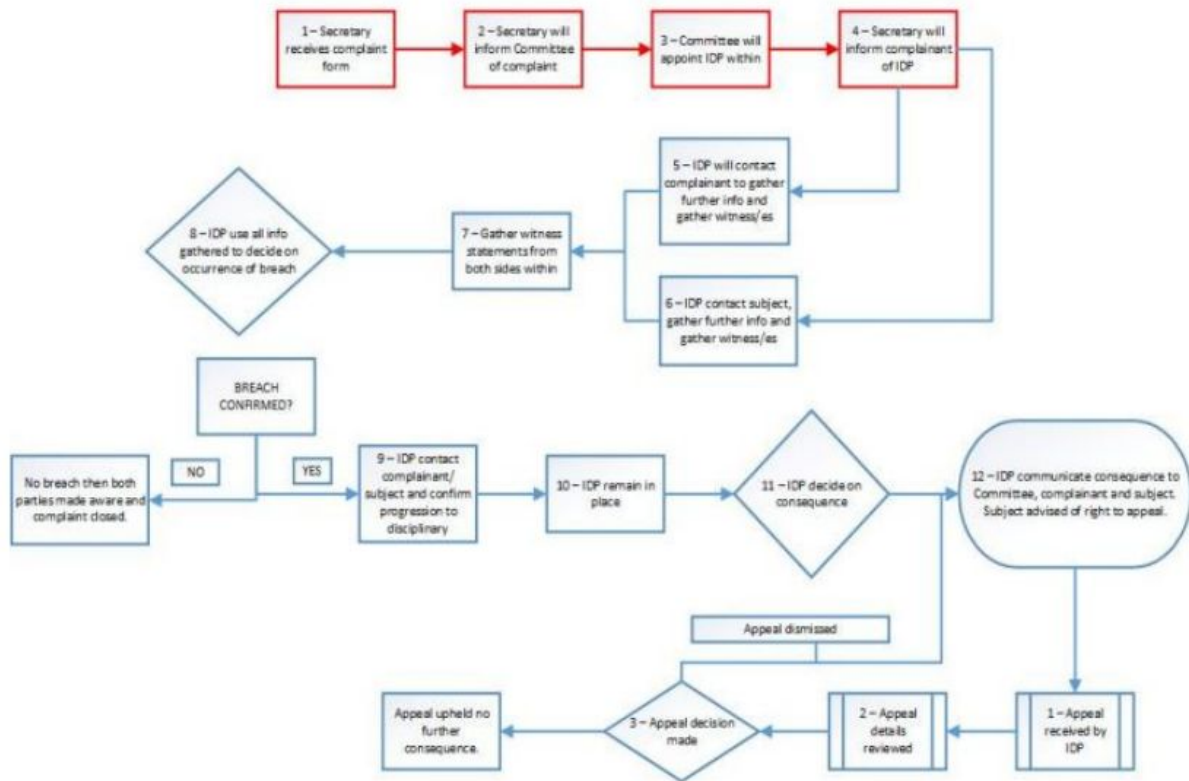 1 – Secretary
receives complaint
form
2 – Secretary will
inform Committee
of complaint
3 – Committee will
appoint IDP within
4 – Secretary will
inform complainant
of IDP
5 – IDP will contact
complainant to gather
further info and
gather witness/es
8 – IDP use all info
gathered to decide on
occurrence of breach
7 – Gather witness
statements from
both sides within
6 – IDP contact subject,
gather further info and
gather witness/es
BREACH
CONFIRMED?
No breach then both
parties made aware and
complaint closed.
NO
YES
9 – IDP contact
complainant/
subject and confirm
progression to
disciplinary
10 – IDP remain in
place
11 – IDP decide on
consequence
12 – IDP communicate consequence to
Committee, complainant and subject.
Subject advised of right to appeal.
Appeal dismissed
Appeal upheld no
further
consequence.
3 – Appeal decision
made
2 – Appeal
details
reviewed
1 – Appeal
received by
IDP